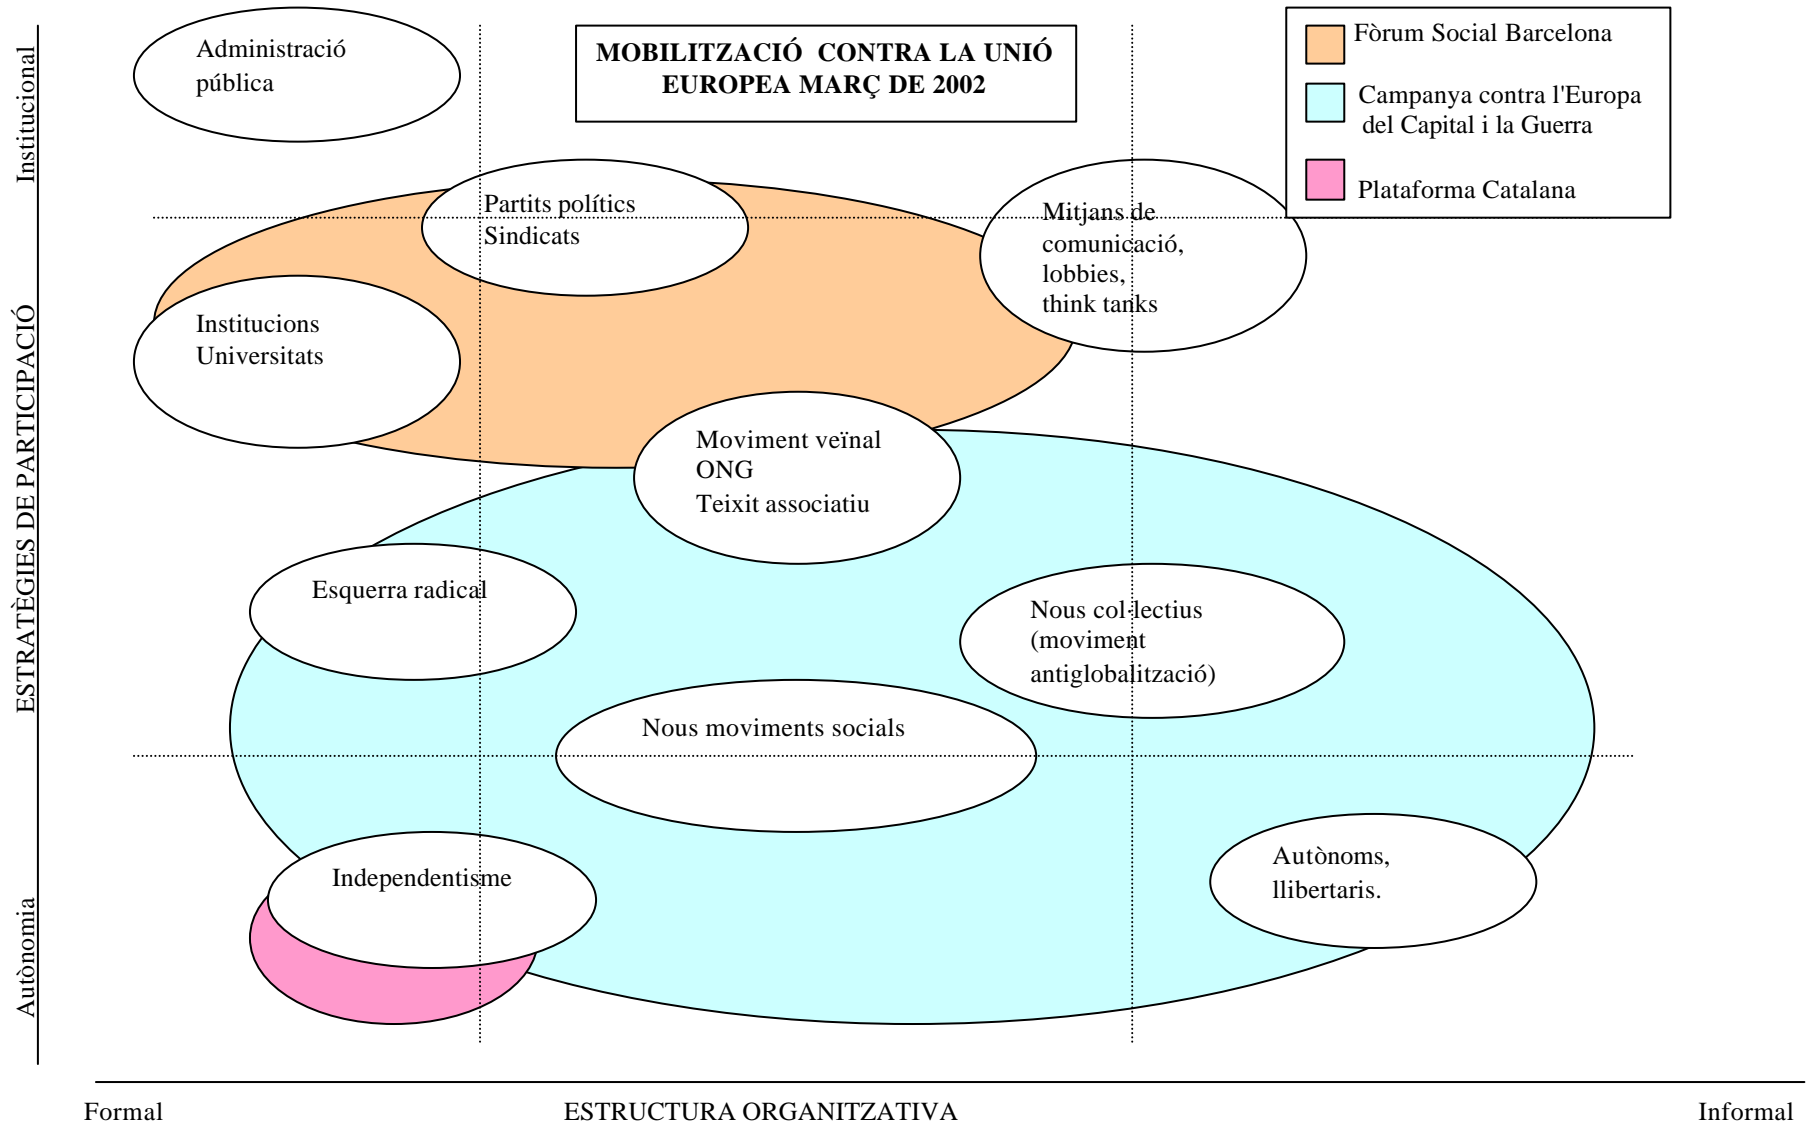 Administració
pública
MOBILITZACIÓ CONTRA LA UNIÓ
EUROPEA MARÇ DE 2002
Fòrum Social Barcelona
Campanya contra l'Europa
del Capital i la Guerra
Plataforma Catalana
Institucional
ESTRATÈGIES DE PARTICIPACIÓ
Autònomia
Partits polítics
Sindicats
Mitjans de
comunicació,
lobbies,
think tanks
Institucions
Universitats
Moviment veïnal
ONG
Teixit associatiu
Esquerra radical
Nous col·lectius
(moviment
antiglobalització)
Nous moviments socials
Independentisme
Autònoms,
llibertaris.
Formal
ESTRUCTURA ORGANITZATIVA
Informal